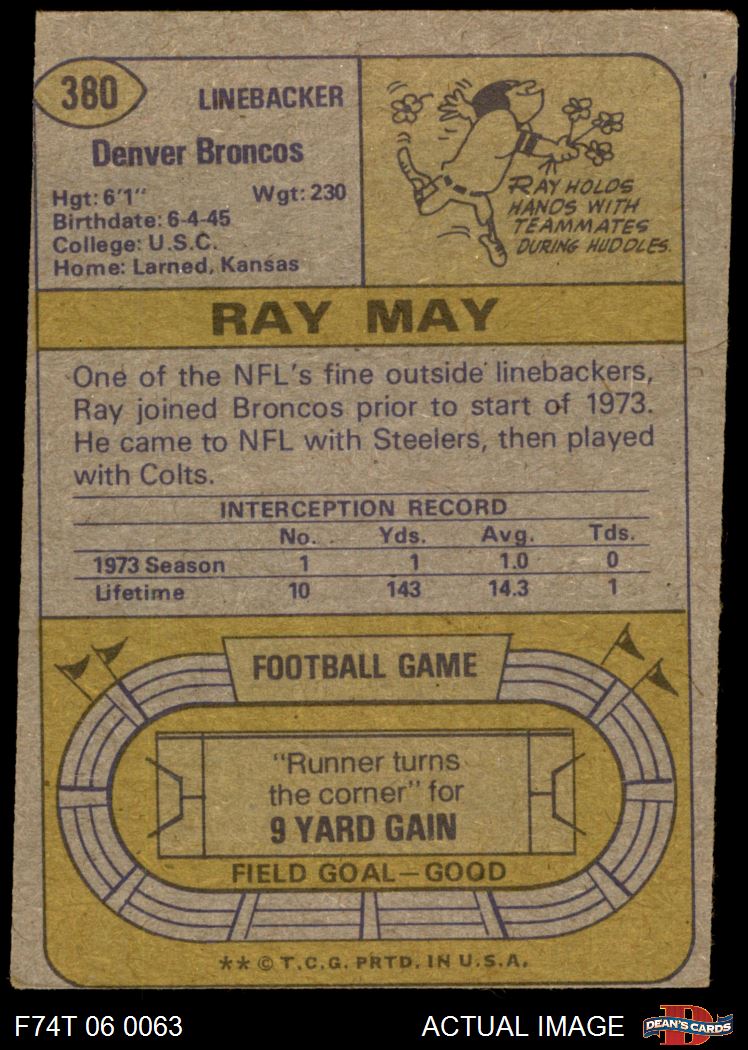 380
LINEBACKER
Denver Broncos
Hgt: 6'1" Wgt: 230
Birthdate: 6-4-45
College: U.S.C.
Home: Larned, Kansas
RAY HOLDS
HANDS WITH
TEAMMATES
DURING HUDDLES.
RAY MAY
One of the NFL's fine outside linebackers,
Ray joined Broncos prior to start of 1973.
He came to NFL with Steelers, then played
with Colts.
INTERCEPTION RECORD
No. Yds. Avg. Tds.
1973 Season 1 1 1.0 0
Lifetime 10 143 14.3 1
FOOTBALL GAME
"Runner turns
the corner" for
9 YARD GAIN
FIELD GOAL—GOOD
** © T.C.G. PRTD. IN U.S.A.
F74T 06 0063 ACTUAL IMAGE
DEAN'S CARDS